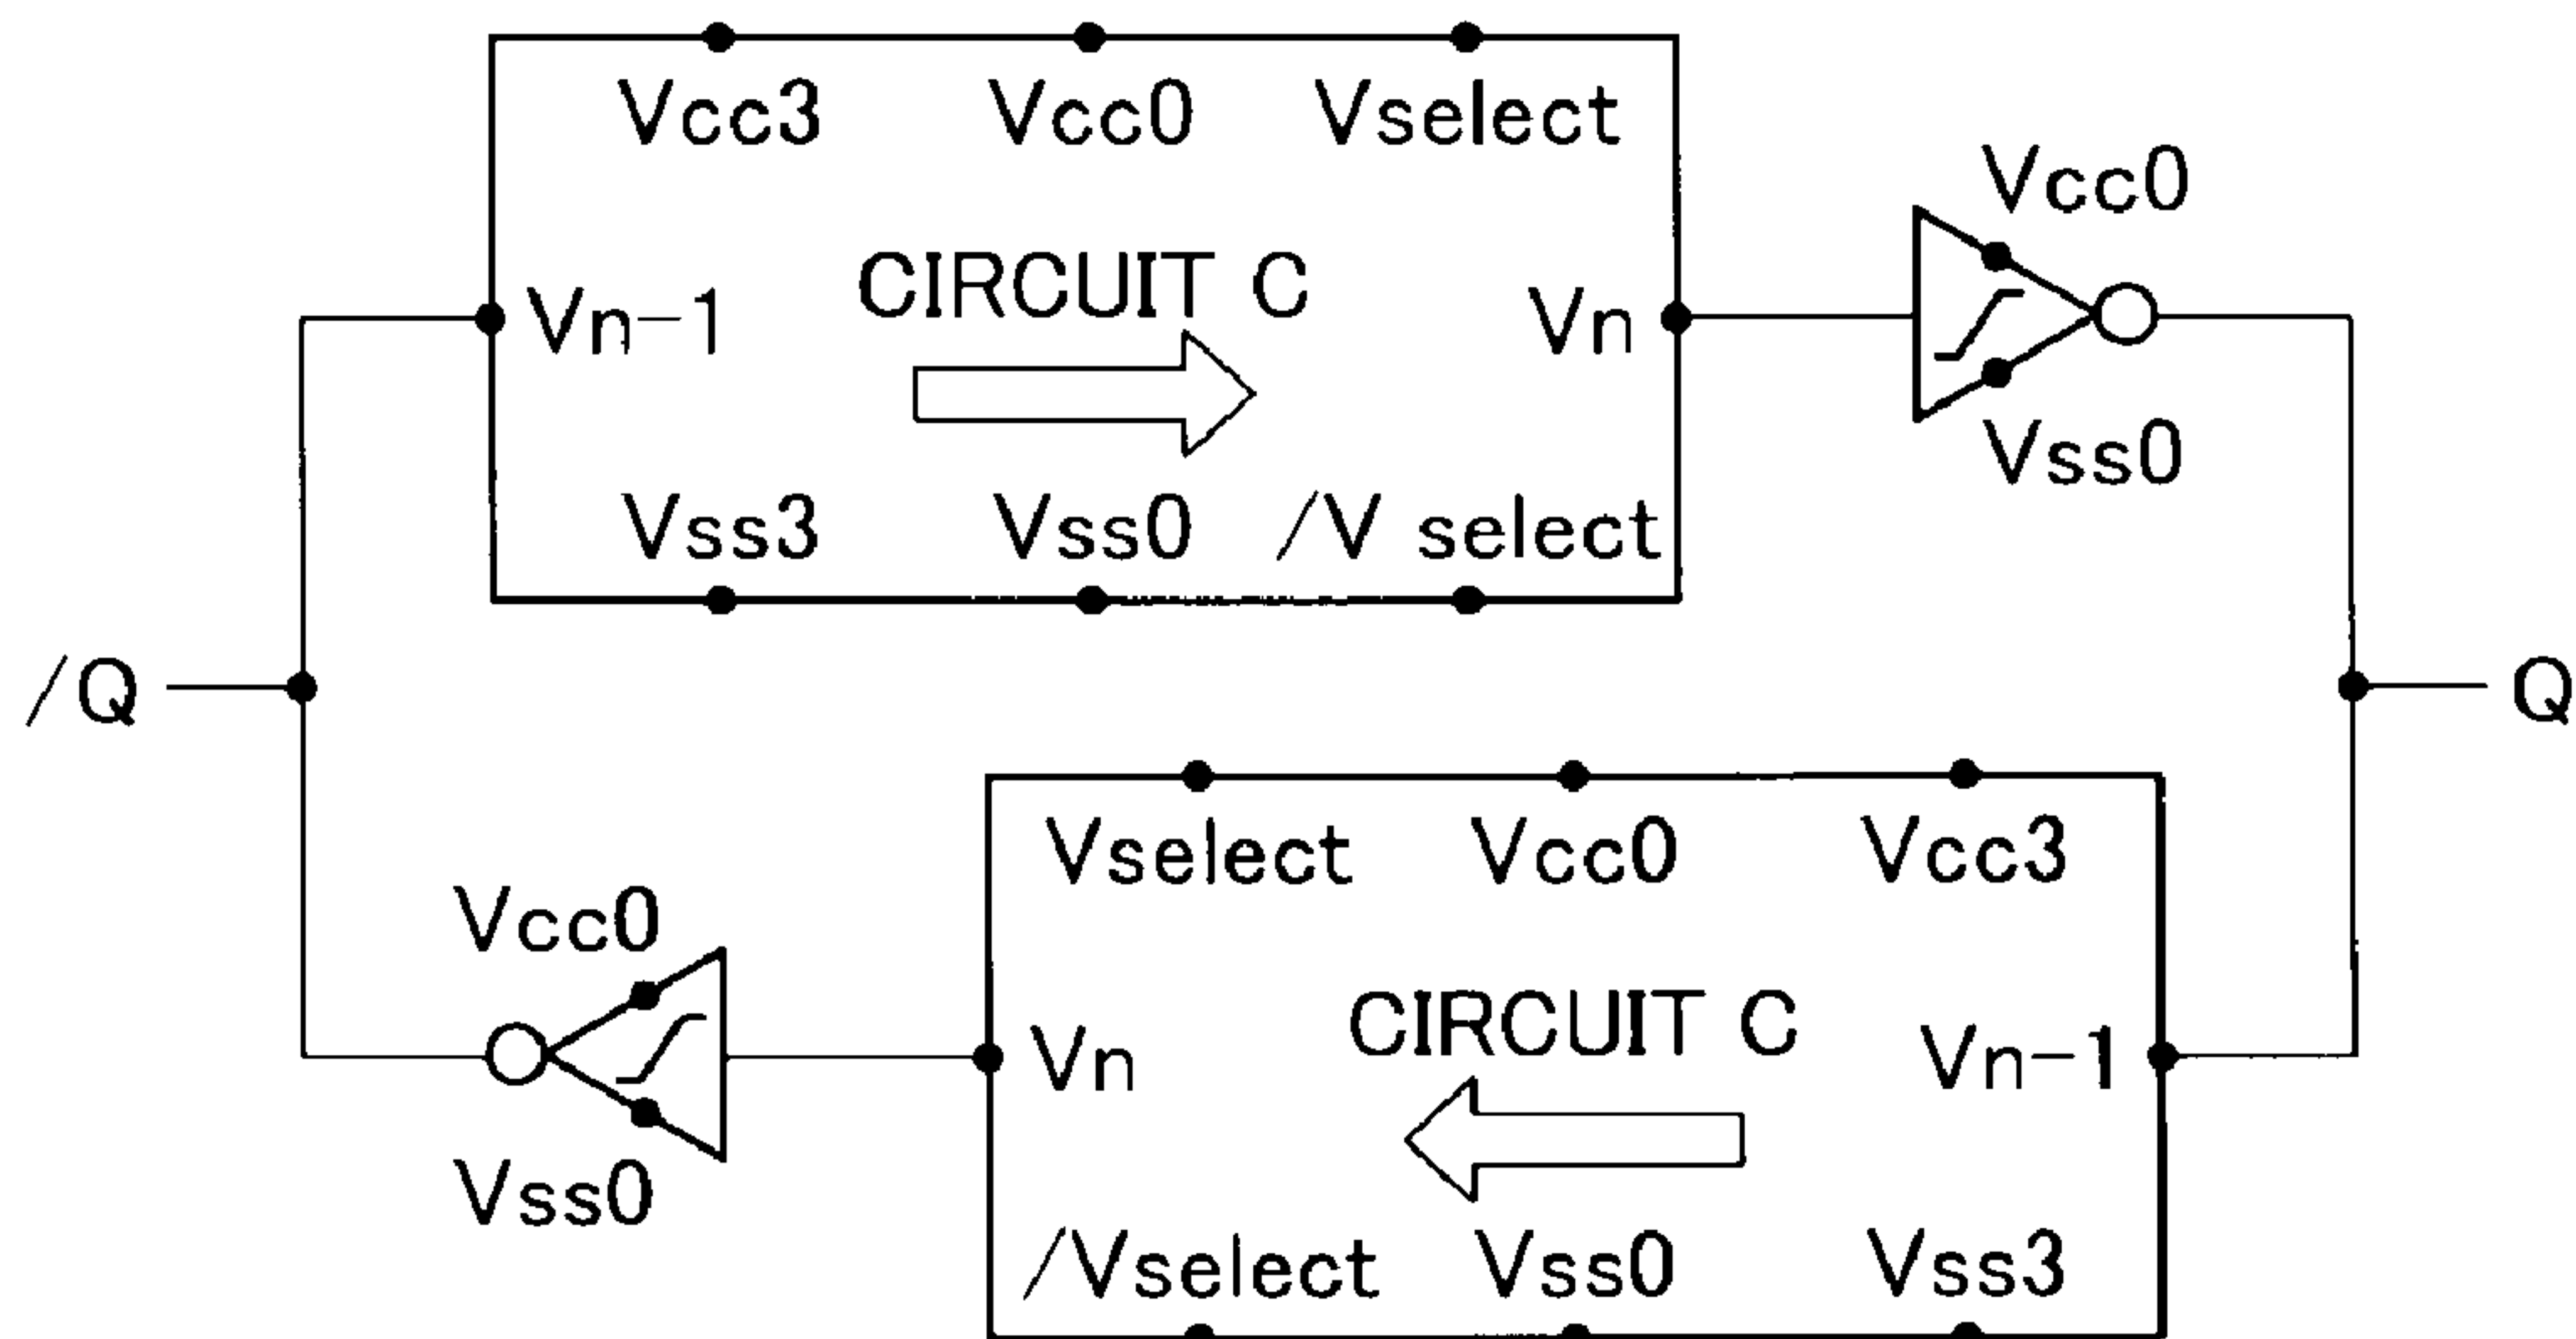 Vcc3 Vcc0 Vselect
Vcc0
CIRCUIT C
Vn-1 Vn
Vss0
Vss3 Vss0 /V select
/Q Q
Vselect Vcc0 Vcc3
Vcc0
CIRCUIT C
Vn Vn-1
Vss0
/Vselect Vss0 Vss3